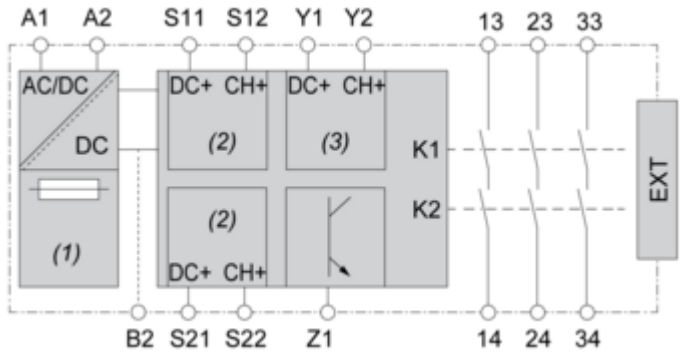 A1 A2 S11 S12 Y1 Y2 13 23 33
AC/DC DC+ CH+ DC+ CH+
DC (2) (3) K1
EXT
(1) (2) K2
DC+ CH+
B2 S21 S22 Z1 14 24 34